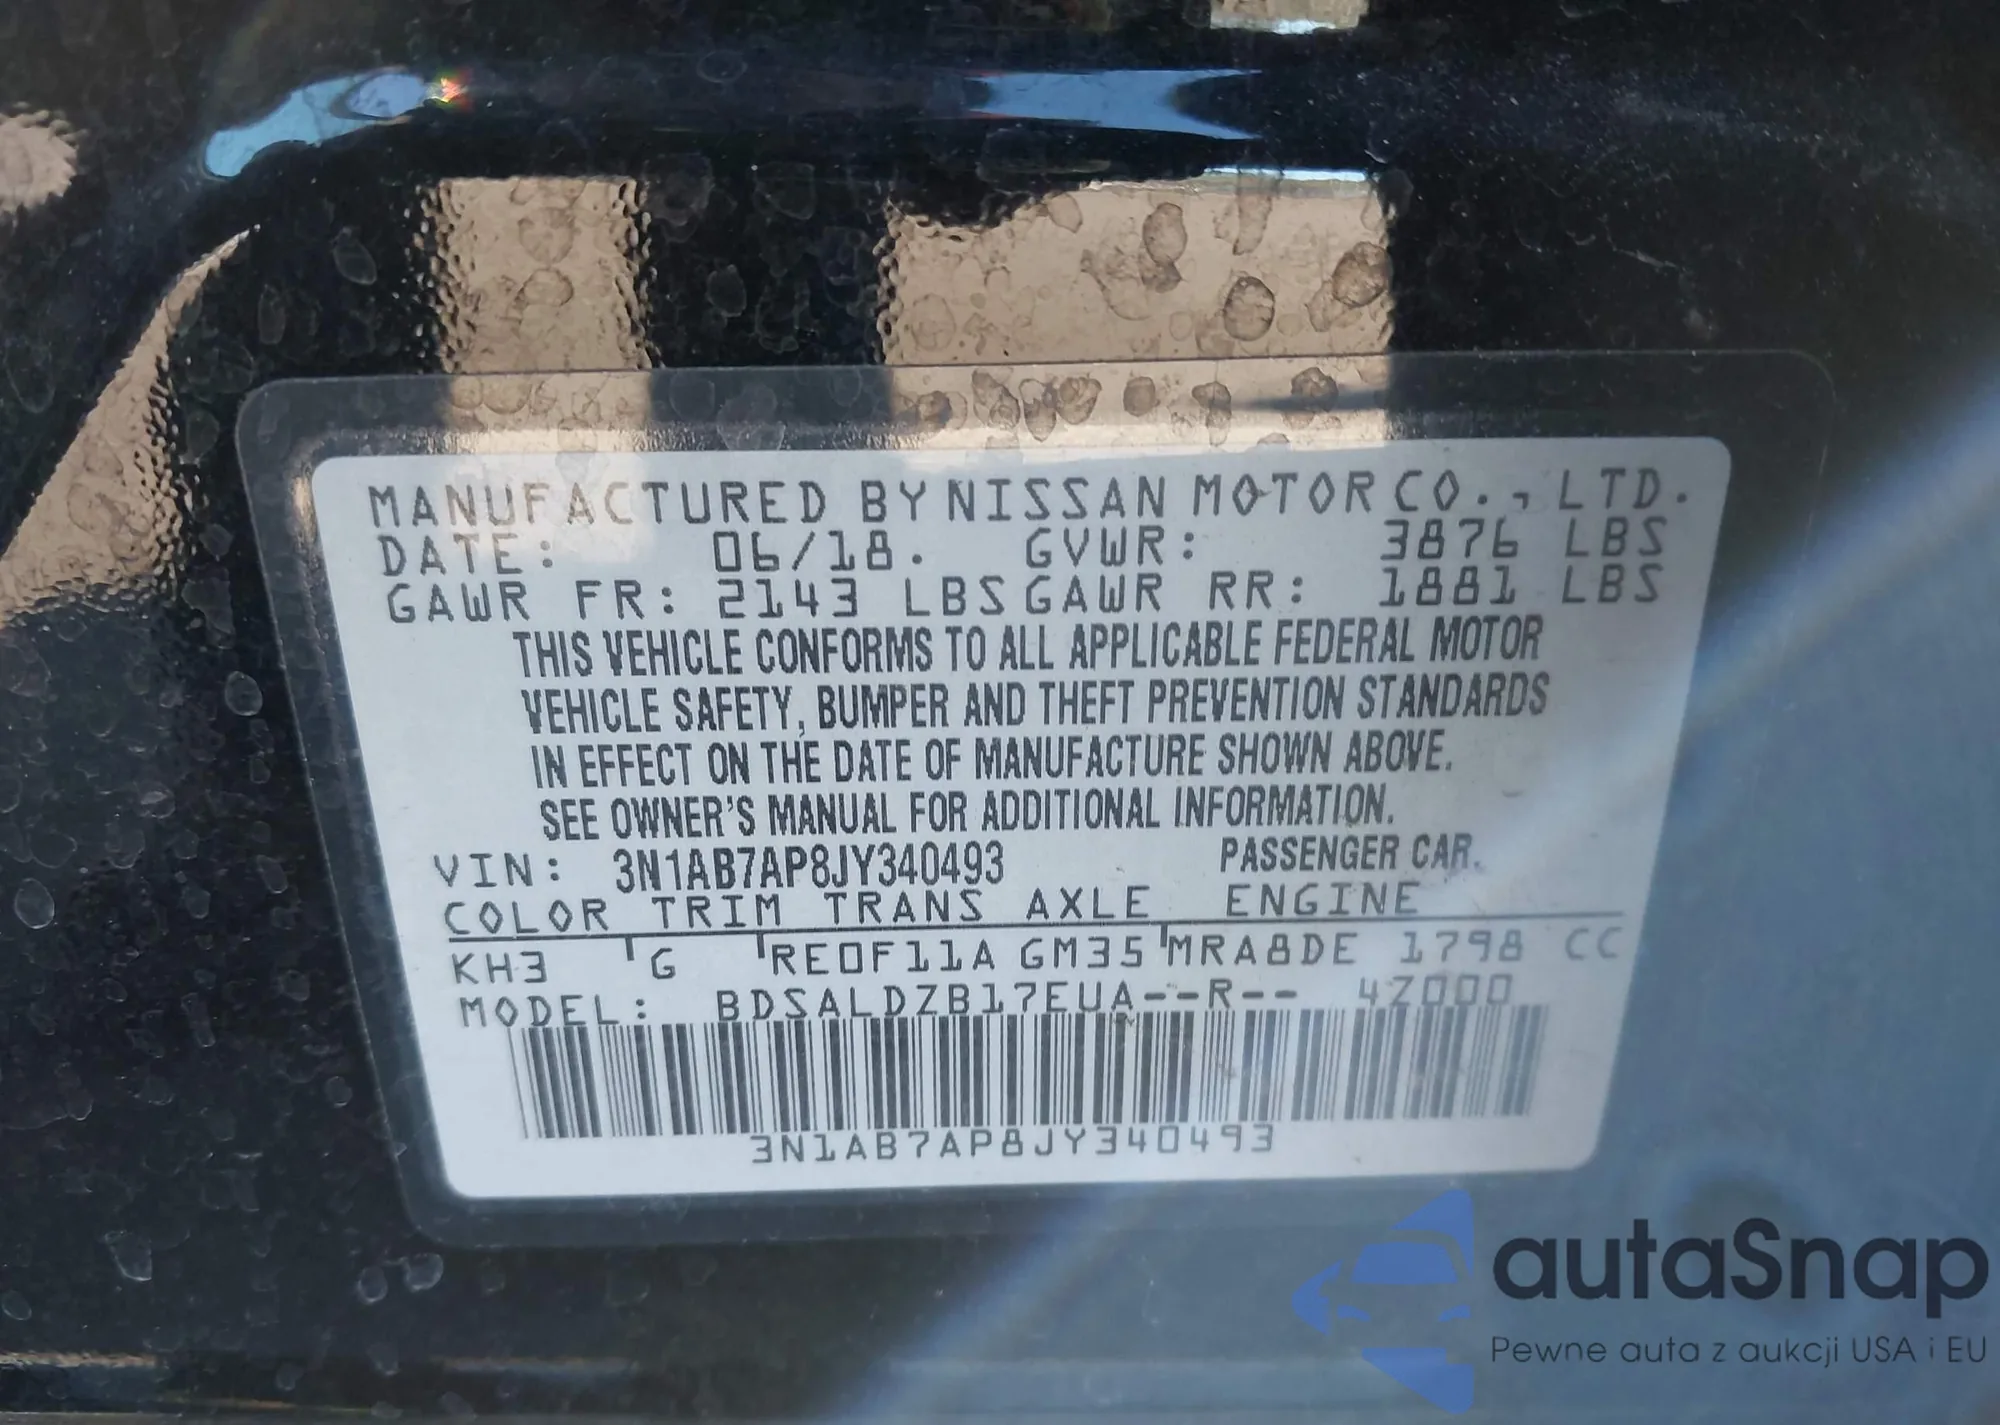 MANUFACTURED BY NISSAN MOTOR CO., LTD.
DATE: 06/18. GVWR: 3876 LBS
GAWR FR: 2143 LBS GAWR RR: 1881 LBS
THIS VEHICLE CONFORMS TO ALL APPLICABLE FEDERAL MOTOR
VEHICLE SAFETY, BUMPER AND THEFT PREVENTION STANDARDS
IN EFFECT ON THE DATE OF MANUFACTURE SHOWN ABOVE.
SEE OWNER'S MANUAL FOR ADDITIONAL INFORMATION.
VIN: 3N1AB7AP8JY340493 PASSENGER CAR.
COLOR TRIM TRANS AXLE ENGINE
KH3 G RE0F11A GM35 MRA8DE 1798 CC
MODEL: BDSALDZB17EUA--R-- 4Z000
3N1AB7AP8JY340493
autaSnap
Pewne auta z aukcji USA i EU